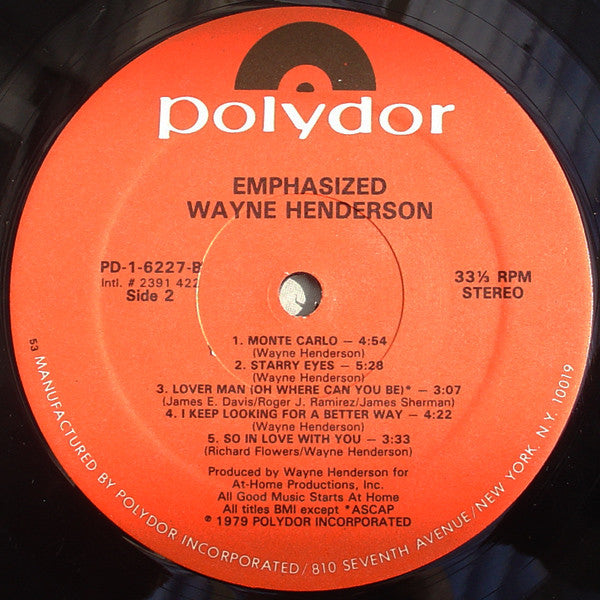 polydor
EMPHASIZED
WAYNE HENDERSON
PD-1-6227-B
Intl. # 2391 422
Side 2
33⅓ RPM
STEREO
1. MONTE CARLO — 4:54
(Wayne Henderson)
2. STARRY EYES — 5:28
(Wayne Henderson)
3. LOVER MAN (OH WHERE CAN YOU BE)* — 3:07
(James E. Davis/Roger J. Ramirez/James Sherman)
4. I KEEP LOOKING FOR A BETTER WAY — 4:22
(Wayne Henderson)
5. SO IN LOVE WITH YOU — 3:33
(Richard Flowers/Wayne Henderson)
Produced by Wayne Henderson for
At-Home Productions, Inc.
All Good Music Starts At Home
All titles BMI except *ASCAP
℗ 1979 POLYDOR INCORPORATED
53 MANUFACTURED BY POLYDOR INCORPORATED / 810 SEVENTH AVENUE / NEW YORK, N.Y. 10019